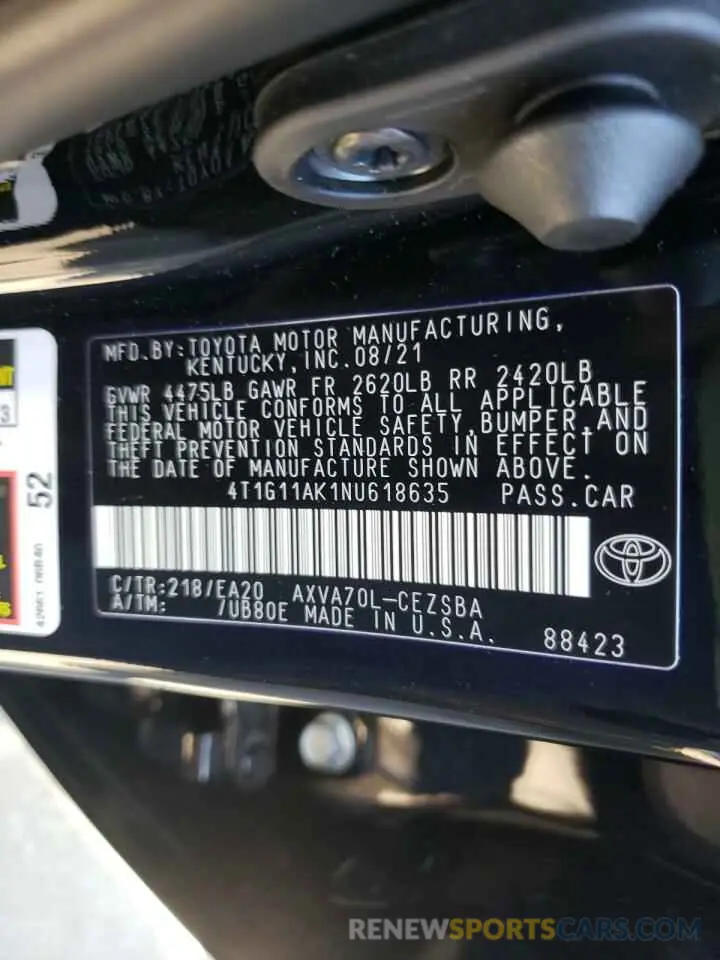 MFD.BY:TOYOTA MOTOR MANUFACTURING,
KENTUCKY,INC.08/21
GVWR 4475LB GAWR FR 2620LB RR 2420LB
THIS VEHICLE CONFORMS TO ALL APPLICABLE
FEDERAL MOTOR VEHICLE SAFETY,BUMPER,AND
THEFT PREVENTION STANDARDS IN EFFECT ON
THE DATE OF MANUFACTURE SHOWN ABOVE.
4T1G11AK1NU618635 PASS.CAR
C/TR:218/EA20 AXVA70L-CEZSBA
A/TM: /UB80E MADE IN U.S.A.
88423
52
RENEWSPORTSCARS.COM